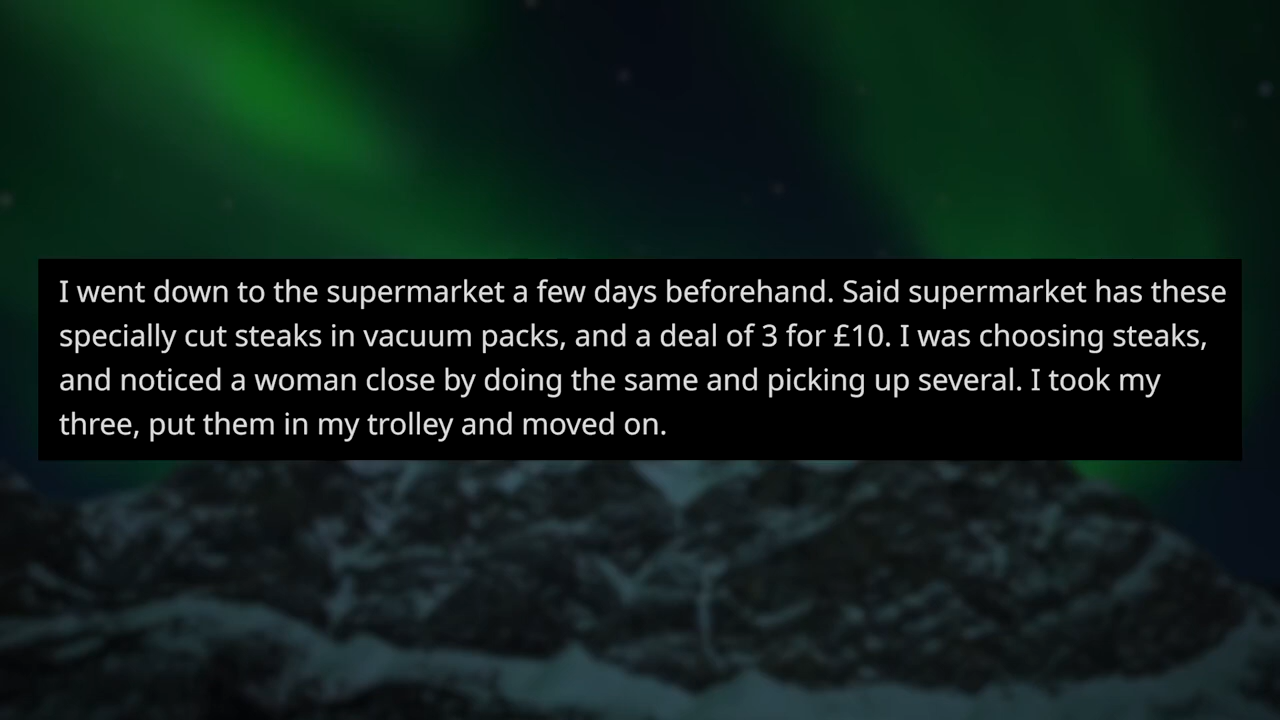 I went down to the supermarket a few days beforehand. Said supermarket has these
specially cut steaks in vacuum packs, and a deal of 3 for £10. I was choosing steaks,
and noticed a woman close by doing the same and picking up several. I took my
three, put them in my trolley and moved on.